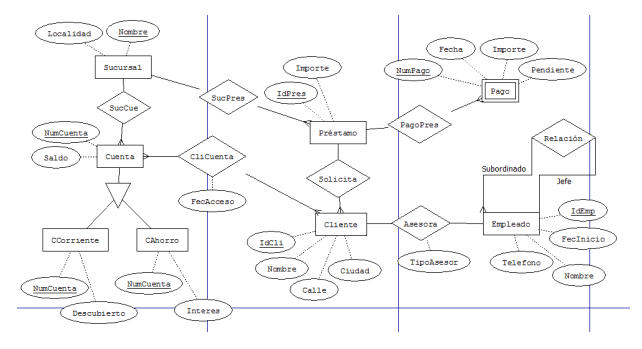 Localidad
Nombre
Fecha
Importe
Sucursal
Importe
NumPago
Pendiente
IdPres
SucPres
Pago
SucCue
NumCuenta
Préstamo
PagoPres
Relación
Saldo
Cuenta
CliCuenta
Subordinado
Solicita
Jefe
FecAcceso
IdEmp
Cliente
Asesora
Empleado
CCorriente
CAhorro
IdCli
FecInicio
TipoAsesor
Telefono
Nombre
Ciudad
Nombre
NumCuenta
NumCuenta
Calle
Descubierto
Interes